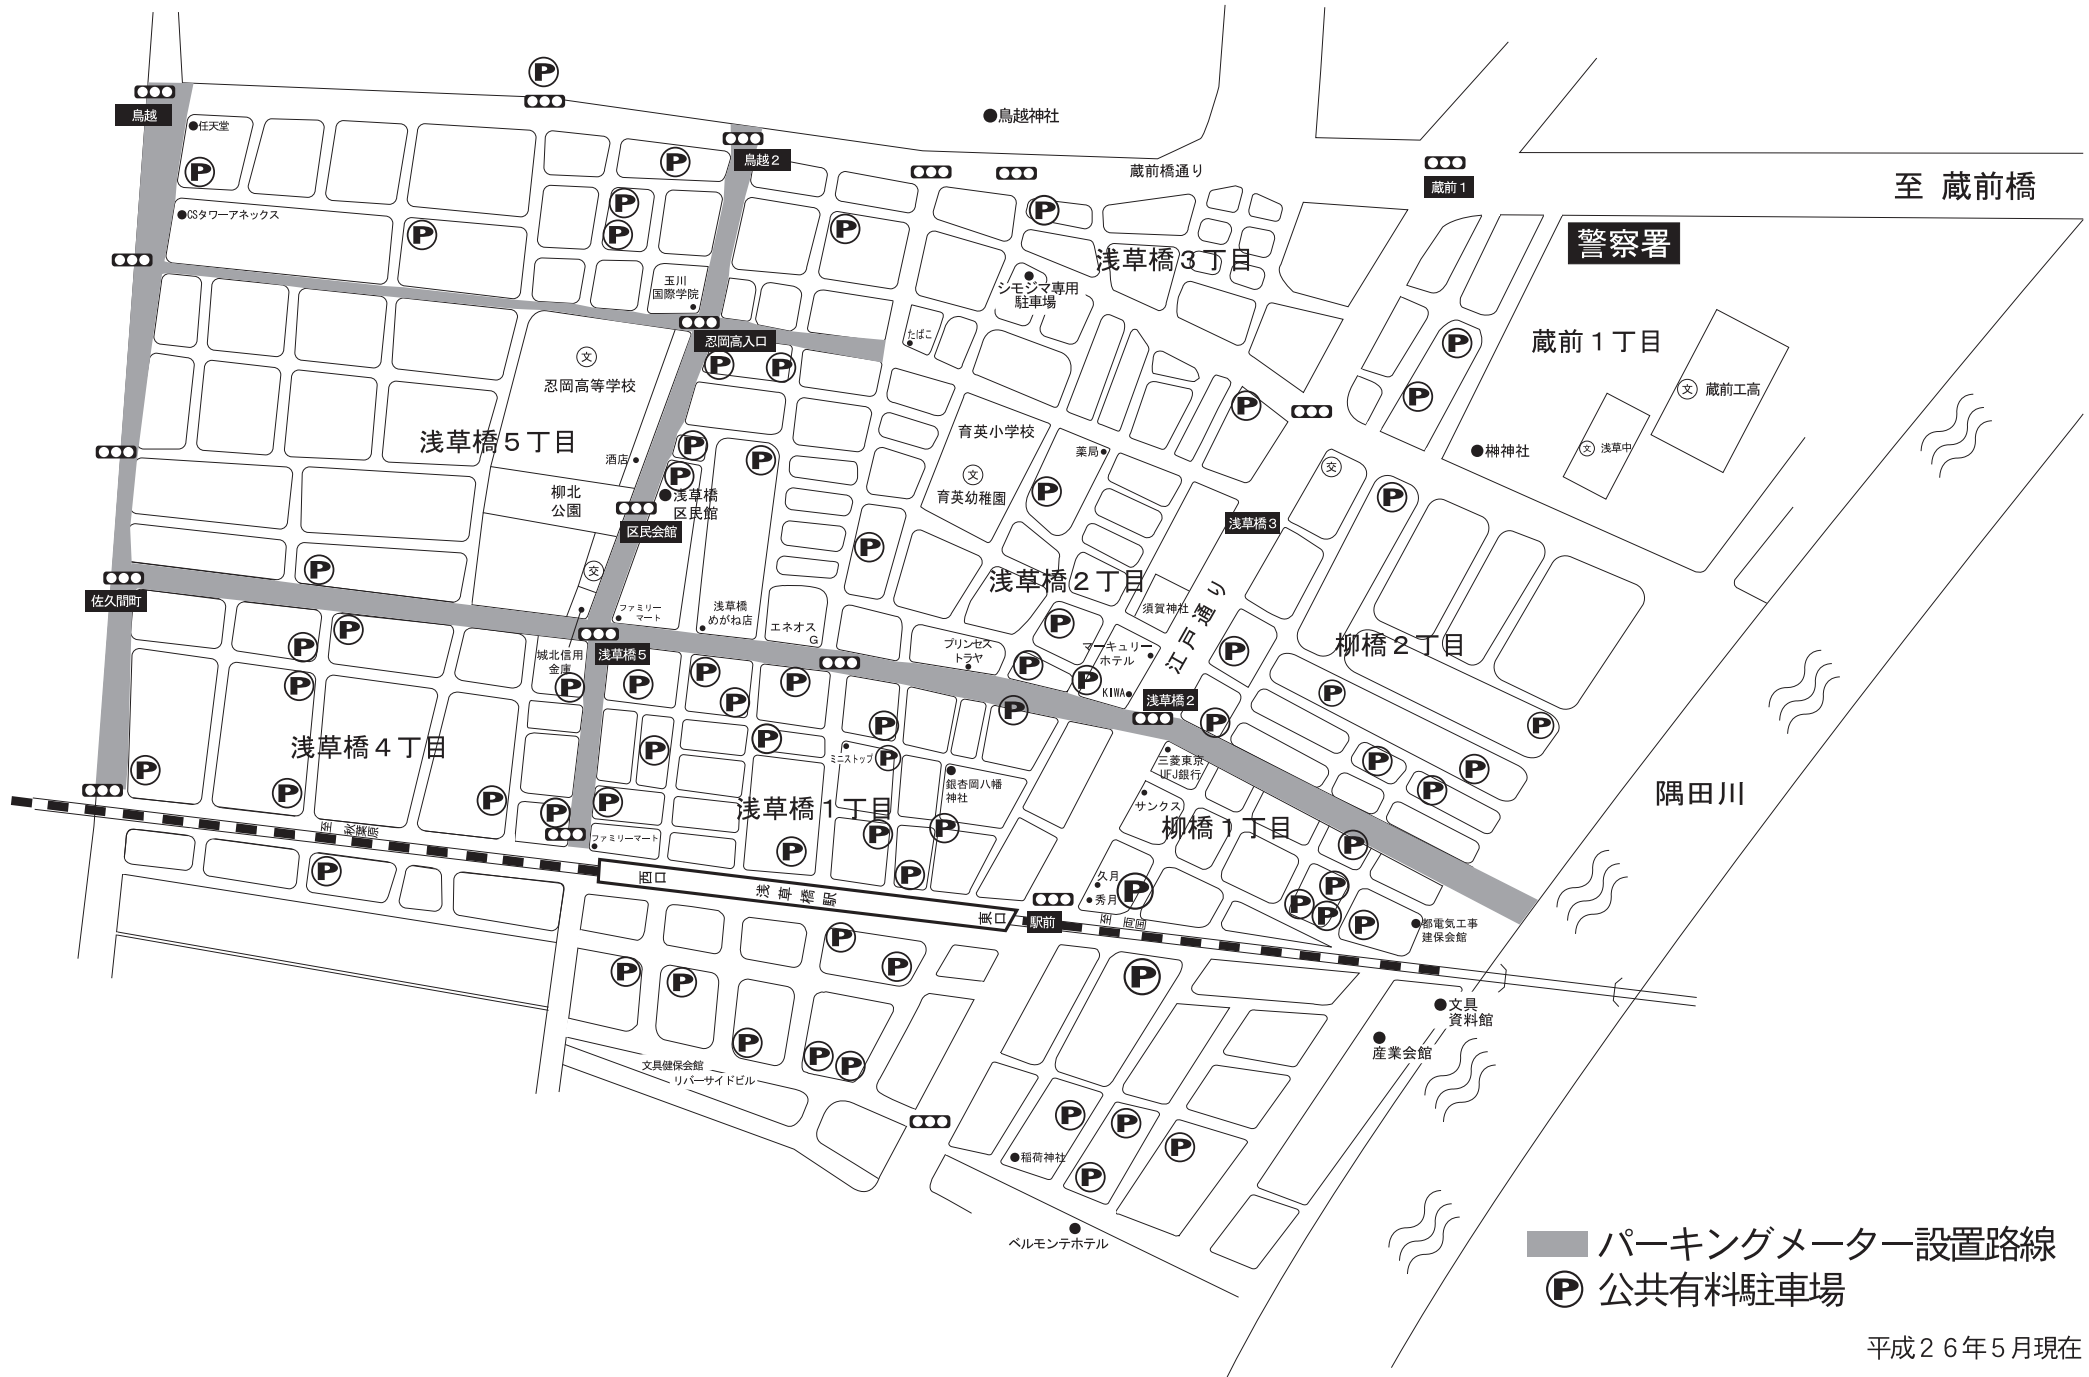 鳥越
任天堂
CSタワーアネックス
鳥越2
鳥越神社
蔵前橋通り
蔵前1
至 蔵前橋
警察署
浅草橋3丁目
シモジマ専用
駐車場
玉川
国際学院
忍岡高入口
たばこ
文
忍岡高等学校
蔵前1丁目
文
蔵前工高
文
浅草中
榊神社
浅草橋5丁目
酒店
柳北
公園
浅草橋
区民会館
区民会館
育英小学校
文
育英幼稚園
薬局
交
浅草橋3
交
佐久間町
ファミリー
マート
浅草橋
めがね店
エネオス
G
浅草橋2丁目
須賀神社
江戸通り
柳橋2丁目
城北信用
金庫
浅草橋5
プリンセス
トラヤ
マーキュリー
ホテル
KIWA
浅草橋2
浅草橋4丁目
ミニストップ
銀杏岡八幡
神社
三菱東京
UFJ銀行
サンクス
隅田川
浅草橋1丁目
柳橋1丁目
至 秋葉原
ファミリーマート
西口
浅草橋駅
東口
駅前
久月
秀月
至 両国
都電気工事
建保会館
文具
資料館
産業会館
文具健保会館
リバーサイドビル
稲荷神社
ベルモンテホテル
パーキングメーター設置路線
P 公共有料駐車場
平成26年5月現在